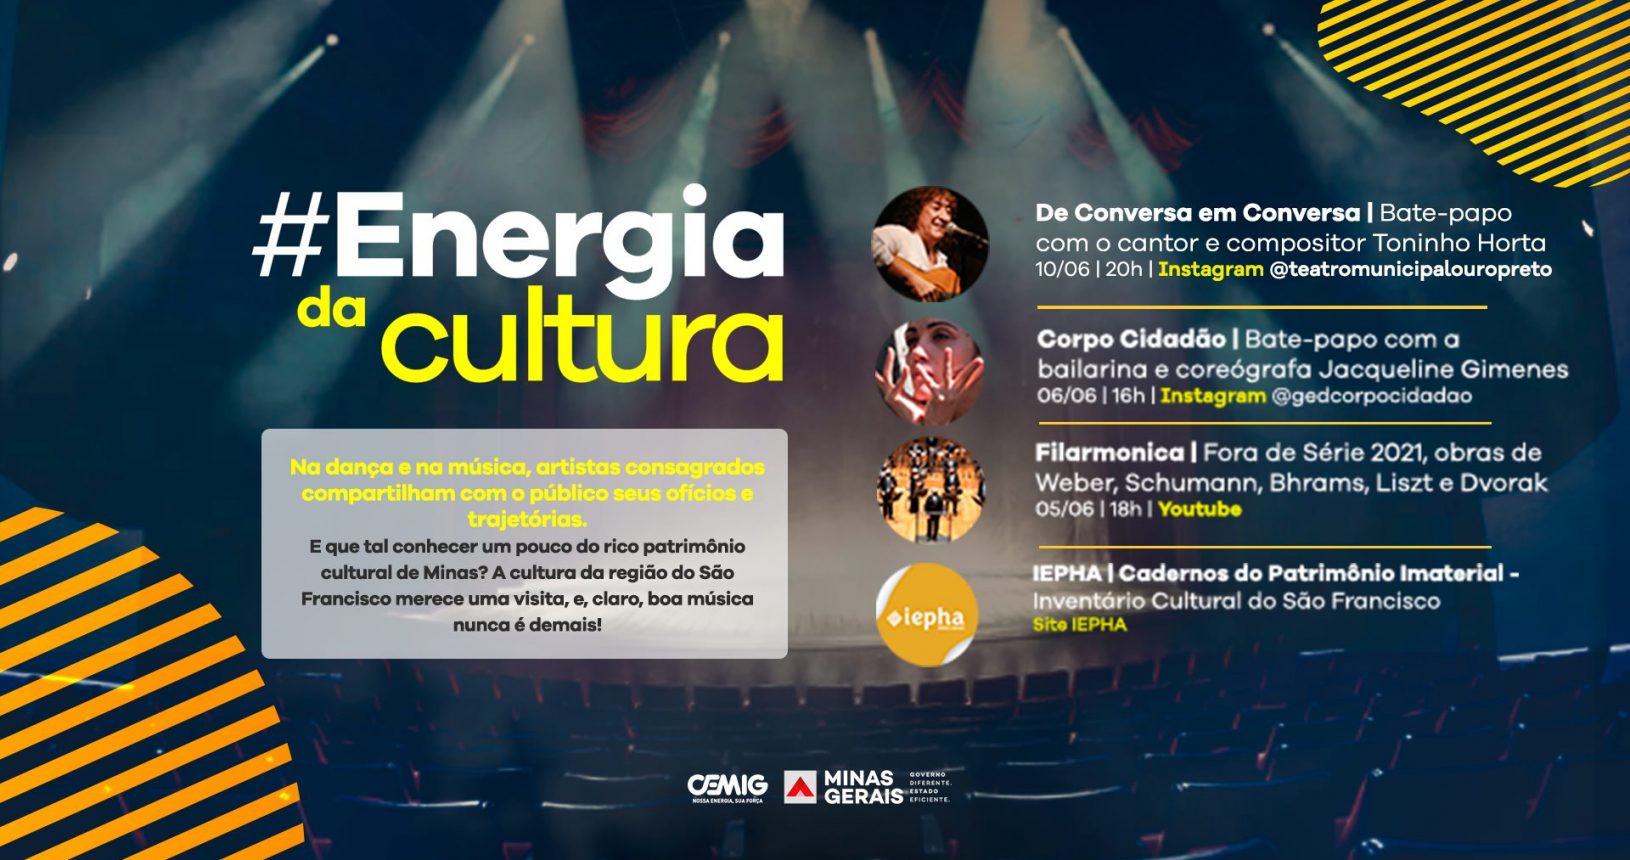 #Energia
da cultura
Na dança e na música, artistas consagrados
compartilham com o público seus ofícios e
trajetórias.
E que tal conhecer um pouco do rico patrimônio
cultural de Minas? A cultura da região do São
Francisco merece uma visita, e, claro, boa música
nunca é demais!
De Conversa em Conversa | Bate-papo
com o cantor e compositor Toninho Horta
10/06 | 20h | Instagram @teatromunicipalouropreto
Corpo Cidadão | Bate-papo com a
bailarina e coreógrafa Jacqueline Gimenes
06/06 | 16h | Instagram @gedcorpocidadao
Filarmonica | Fora de Série 2021, obras de
Weber, Schumann, Bhrams, Liszt e Dvorak
05/06 | 18h | Youtube
iepha
IEPHA | Cadernos do Patrimônio Imaterial -
Inventário Cultural do São Francisco
Site IEPHA
CEMIG
NOSSA ENERGIA, SUA FORÇA
MINAS
GERAIS
GOVERNO
DIFERENTE.
ESTADO
EFICIENTE.